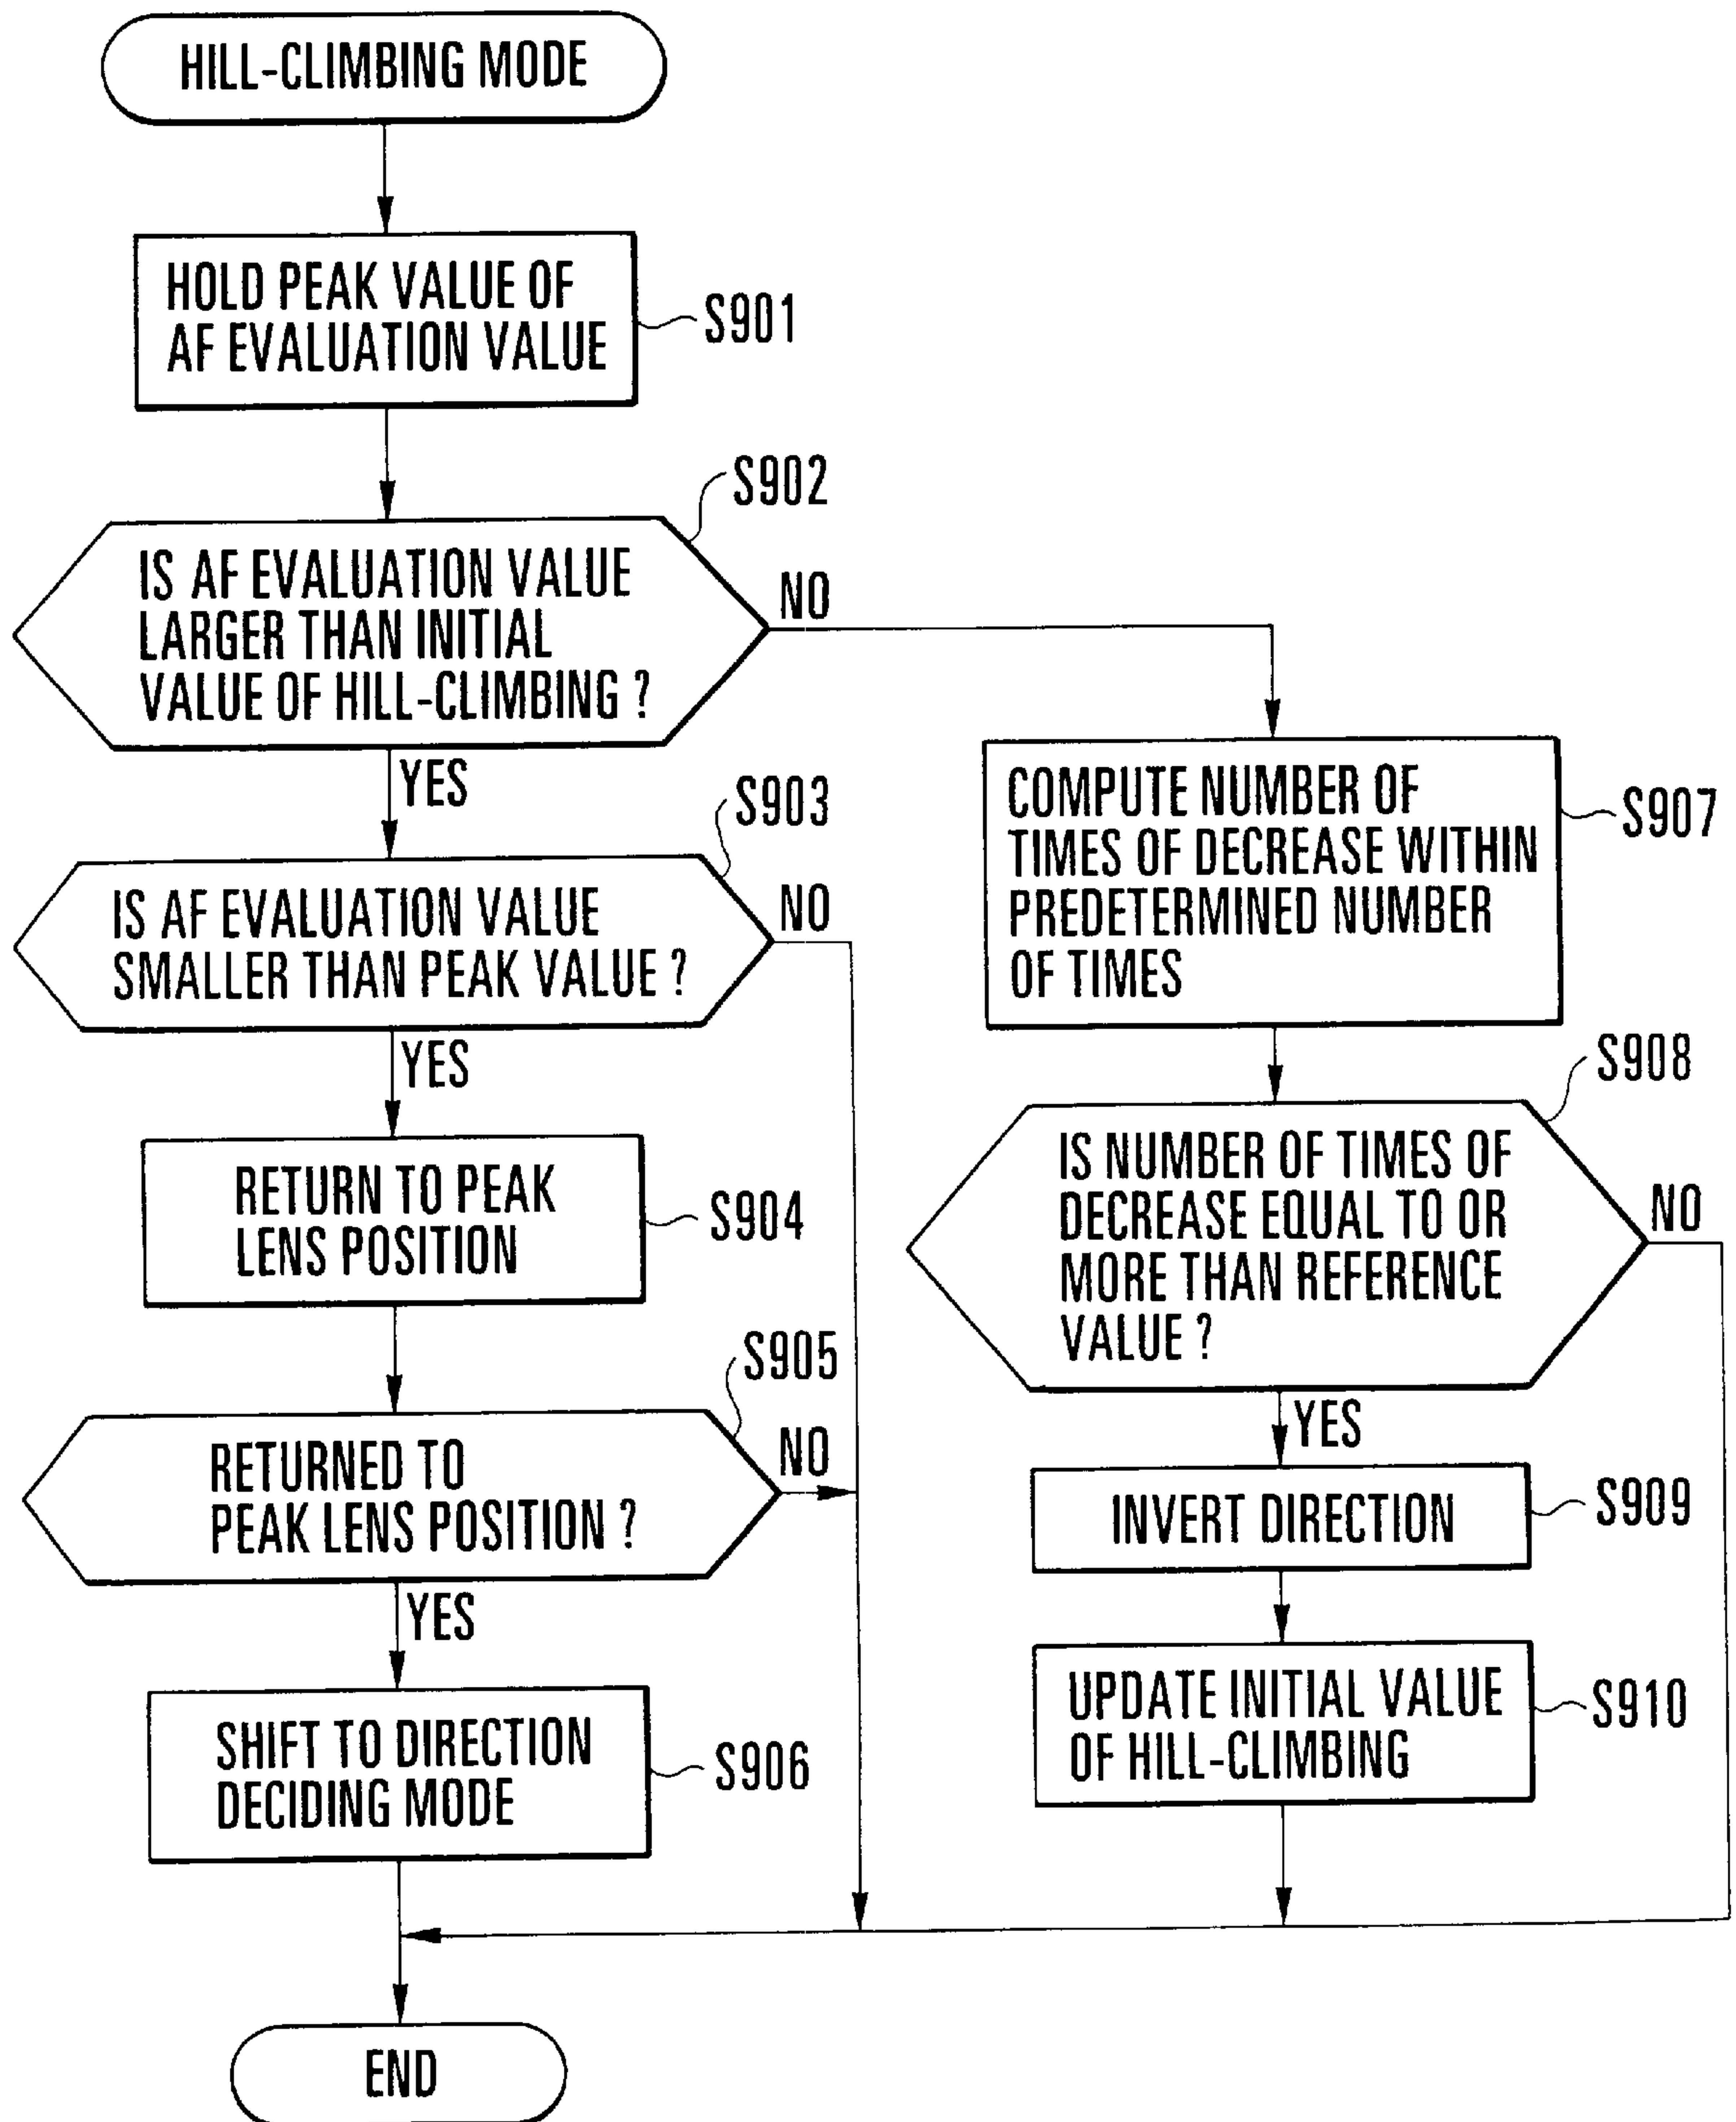 HILL-CLIMBING MODE
HOLD PEAK VALUE OF
AF EVALUATION VALUE
S901
S902
IS AF EVALUATION VALUE
LARGER THAN INITIAL
VALUE OF HILL-CLIMBING ?
NO
YES
S903
IS AF EVALUATION VALUE
SMALLER THAN PEAK VALUE ?
NO
YES
RETURN TO PEAK
LENS POSITION
S904
S905
RETURNED TO
PEAK LENS POSITION ?
NO
YES
SHIFT TO DIRECTION
DECIDING MODE
S906
COMPUTE NUMBER OF
TIMES OF DECREASE WITHIN
PREDETERMINED NUMBER
OF TIMES
S907
S908
IS NUMBER OF TIMES OF
DECREASE EQUAL TO OR
MORE THAN REFERENCE
VALUE ?
NO
YES
INVERT DIRECTION
S909
UPDATE INITIAL VALUE
OF HILL-CLIMBING
S910
END